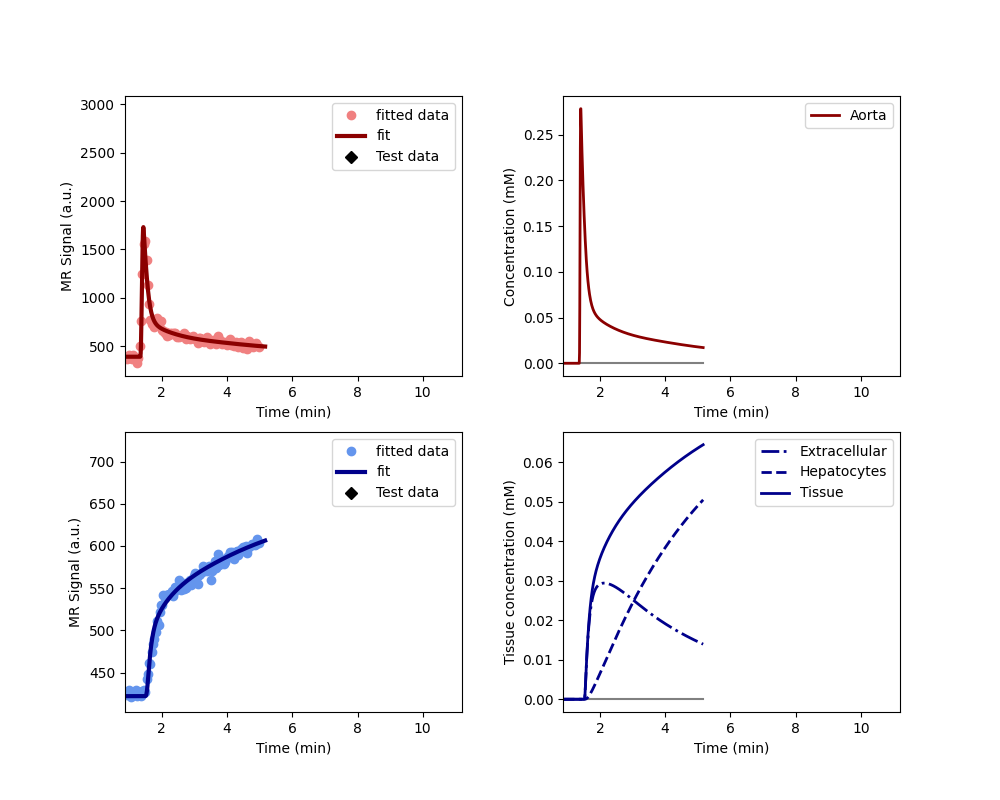 3000
2500
2000
1500
1000
500
MR Signal (a.u.)
2 4 6 8 10
Time (min)
fitted data
fit
Test data
0.25
0.20
0.15
0.10
0.05
0.00
Concentration (mM)
2 4 6 8 10
Time (min)
Aorta
700
650
600
550
500
450
MR Signal (a.u.)
2 4 6 8 10
Time (min)
fitted data
fit
Test data
0.06
0.05
0.04
0.03
0.02
0.01
0.00
Tissue concentration (mM)
2 4 6 8 10
Time (min)
Extracellular
Hepatocytes
Tissue